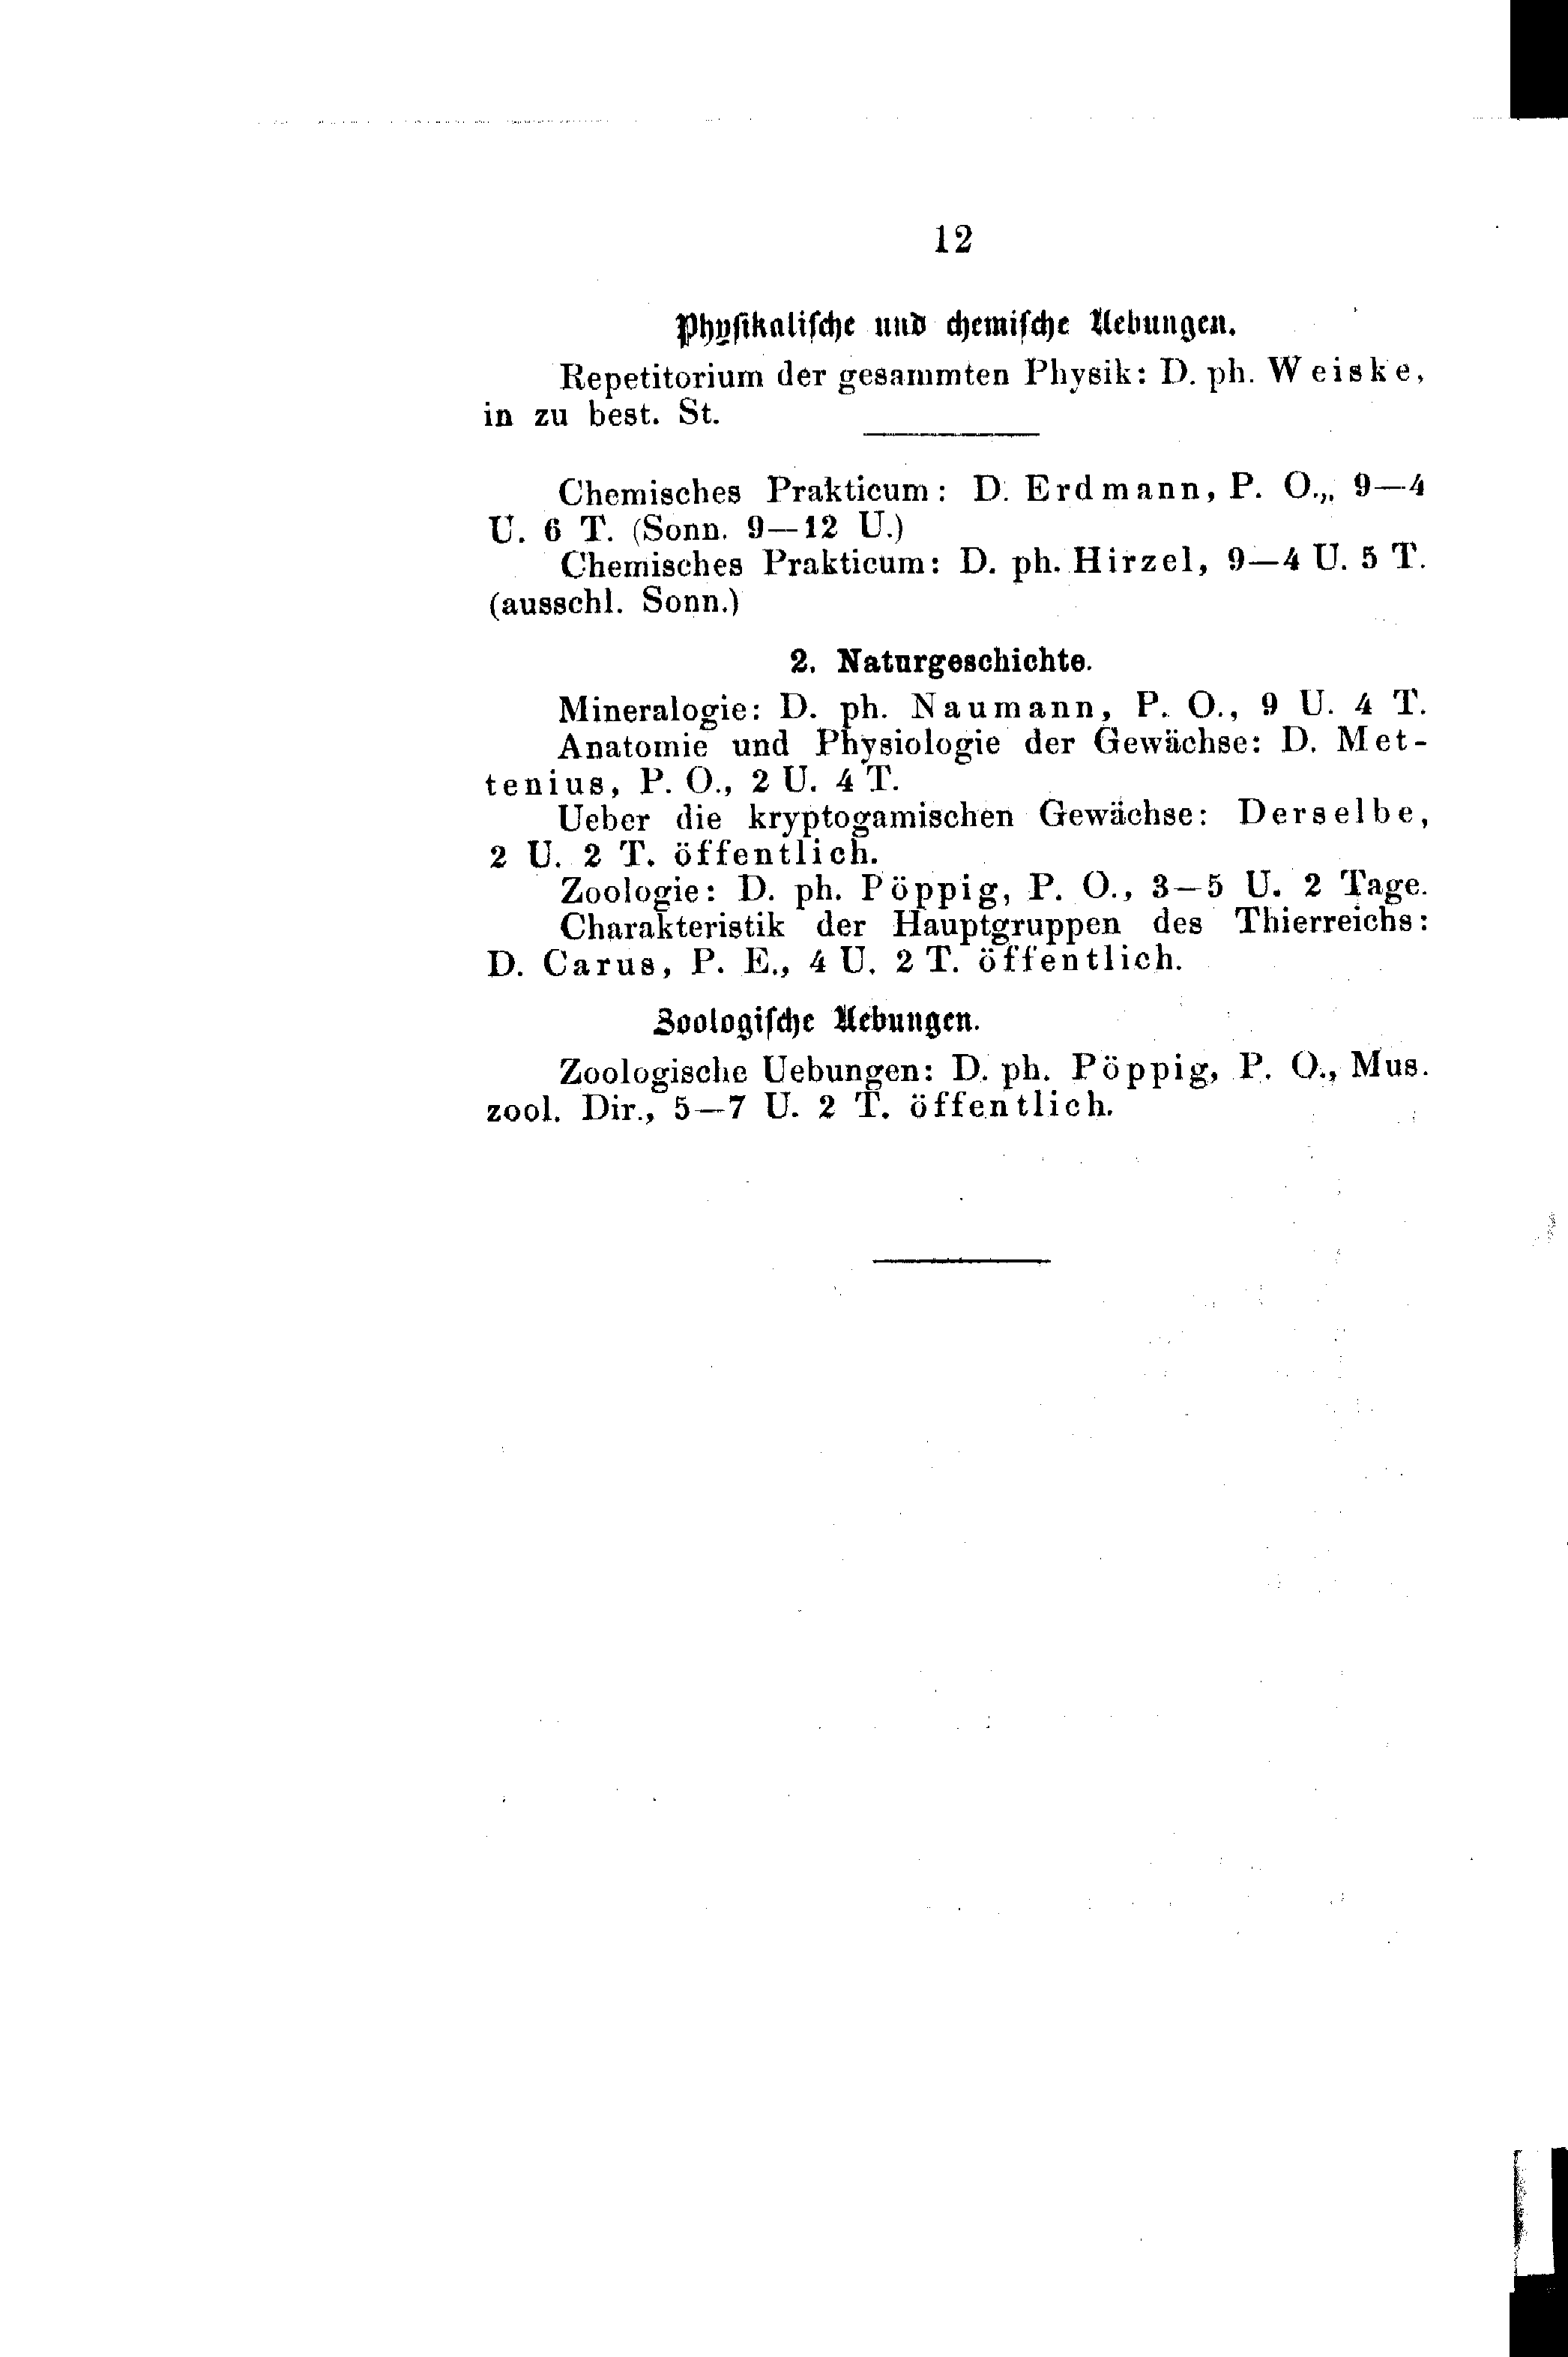 12
Physikalische und chemische Uebungen.
Repetitorium der gesammten Physik: D. ph. Weiske,
in zu best. St.
Chemisches Prakticum: D. Erdmann, P. O.,, 9—4
U. 6 T. (Sonn. 9—12 U.)
Chemisches Prakticum: D. ph. Hirzel, 9—4 U. 5 T.
(ausschl. Sonn.)
2. Naturgeschichte.
Mineralogie: D. ph. Naumann, P. O., 9 U. 4 T.
Anatomie und Physiologie der Gewächse: D. Met-
tenius, P. O., 2 U. 4 T.
Ueber die kryptogamischen Gewächse: Derselbe,
2 U. 2 T. öffentlich.
Zoologie: D. ph. Pöppig, P. O., 3—5 U. 2 Tage.
Charakteristik der Hauptgruppen des Thierreichs:
D. Carus, P. E., 4 U. 2 T. öffentlich.
Zoologische Uebungen.
Zoologische Uebungen: D. ph. Pöppig, P. O., Mus.
zool. Dir., 5—7 U. 2 T. öffentlich.